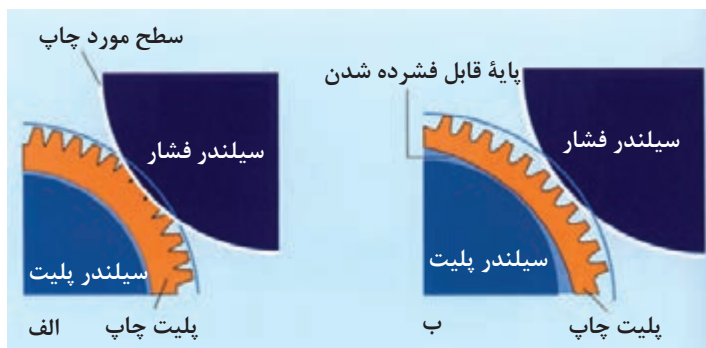 سطح مورد چاپ
سیلندر فشار
سیلندر پلیت
پلیت چاپ
الف
پایهٔ قابل فشرده شدن
سیلندر فشار
سیلندر پلیت
پلیت چاپ
ب